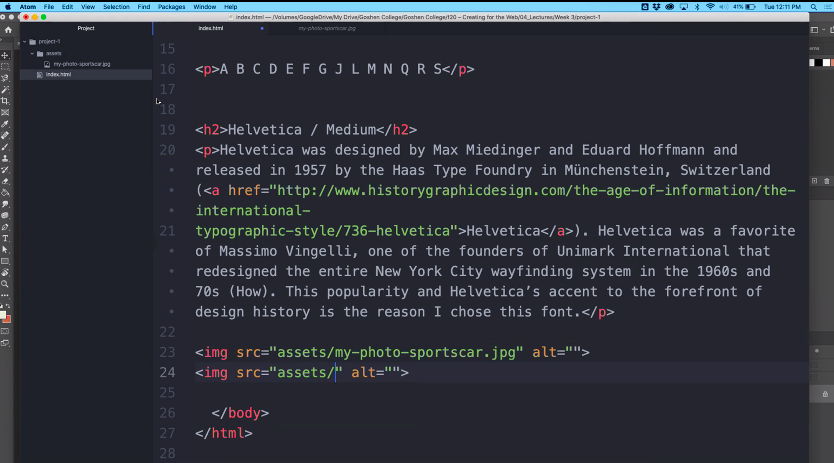 Atom File Edit View Selection Find Packages Window Help
41% Tue 12:11 PM
index.html — /Volumes/GoogleDrive/My Drive/Goshen College/Goshen College/120 - Creating for the Web/04_Lectures/Week 3/project-1
Project
index.html
my-photo-sportscar.jpg
project-1
assets
my-photo-sportscar.jpg
index.html
15
16 <p>A B C D E F G J L M N Q R S</p>
17
18
19 <h2>Helvetica / Medium</h2>
20 <p>Helvetica was designed by Max Miedinger and Eduard Hoffmann and
• released in 1957 by the Haas Type Foundry in Münchenstein, Switzerland
• (<a href="http://www.historygraphicdesign.com/the-age-of-information/the-
• international-
21 typographic-style/736-helvetica">Helvetica</a>). Helvetica was a favorite
• of Massimo Vingelli, one of the founders of Unimark International that
• redesigned the entire New York City wayfinding system in the 1960s and
• 70s (How). This popularity and Helvetica’s accent to the forefront of
• design history is the reason I chose this font.</p>
22
23 <img src="assets/my-photo-sportscar.jpg" alt="">
24 <img src="assets/" alt="">
25
26 </body>
27 </html>
28